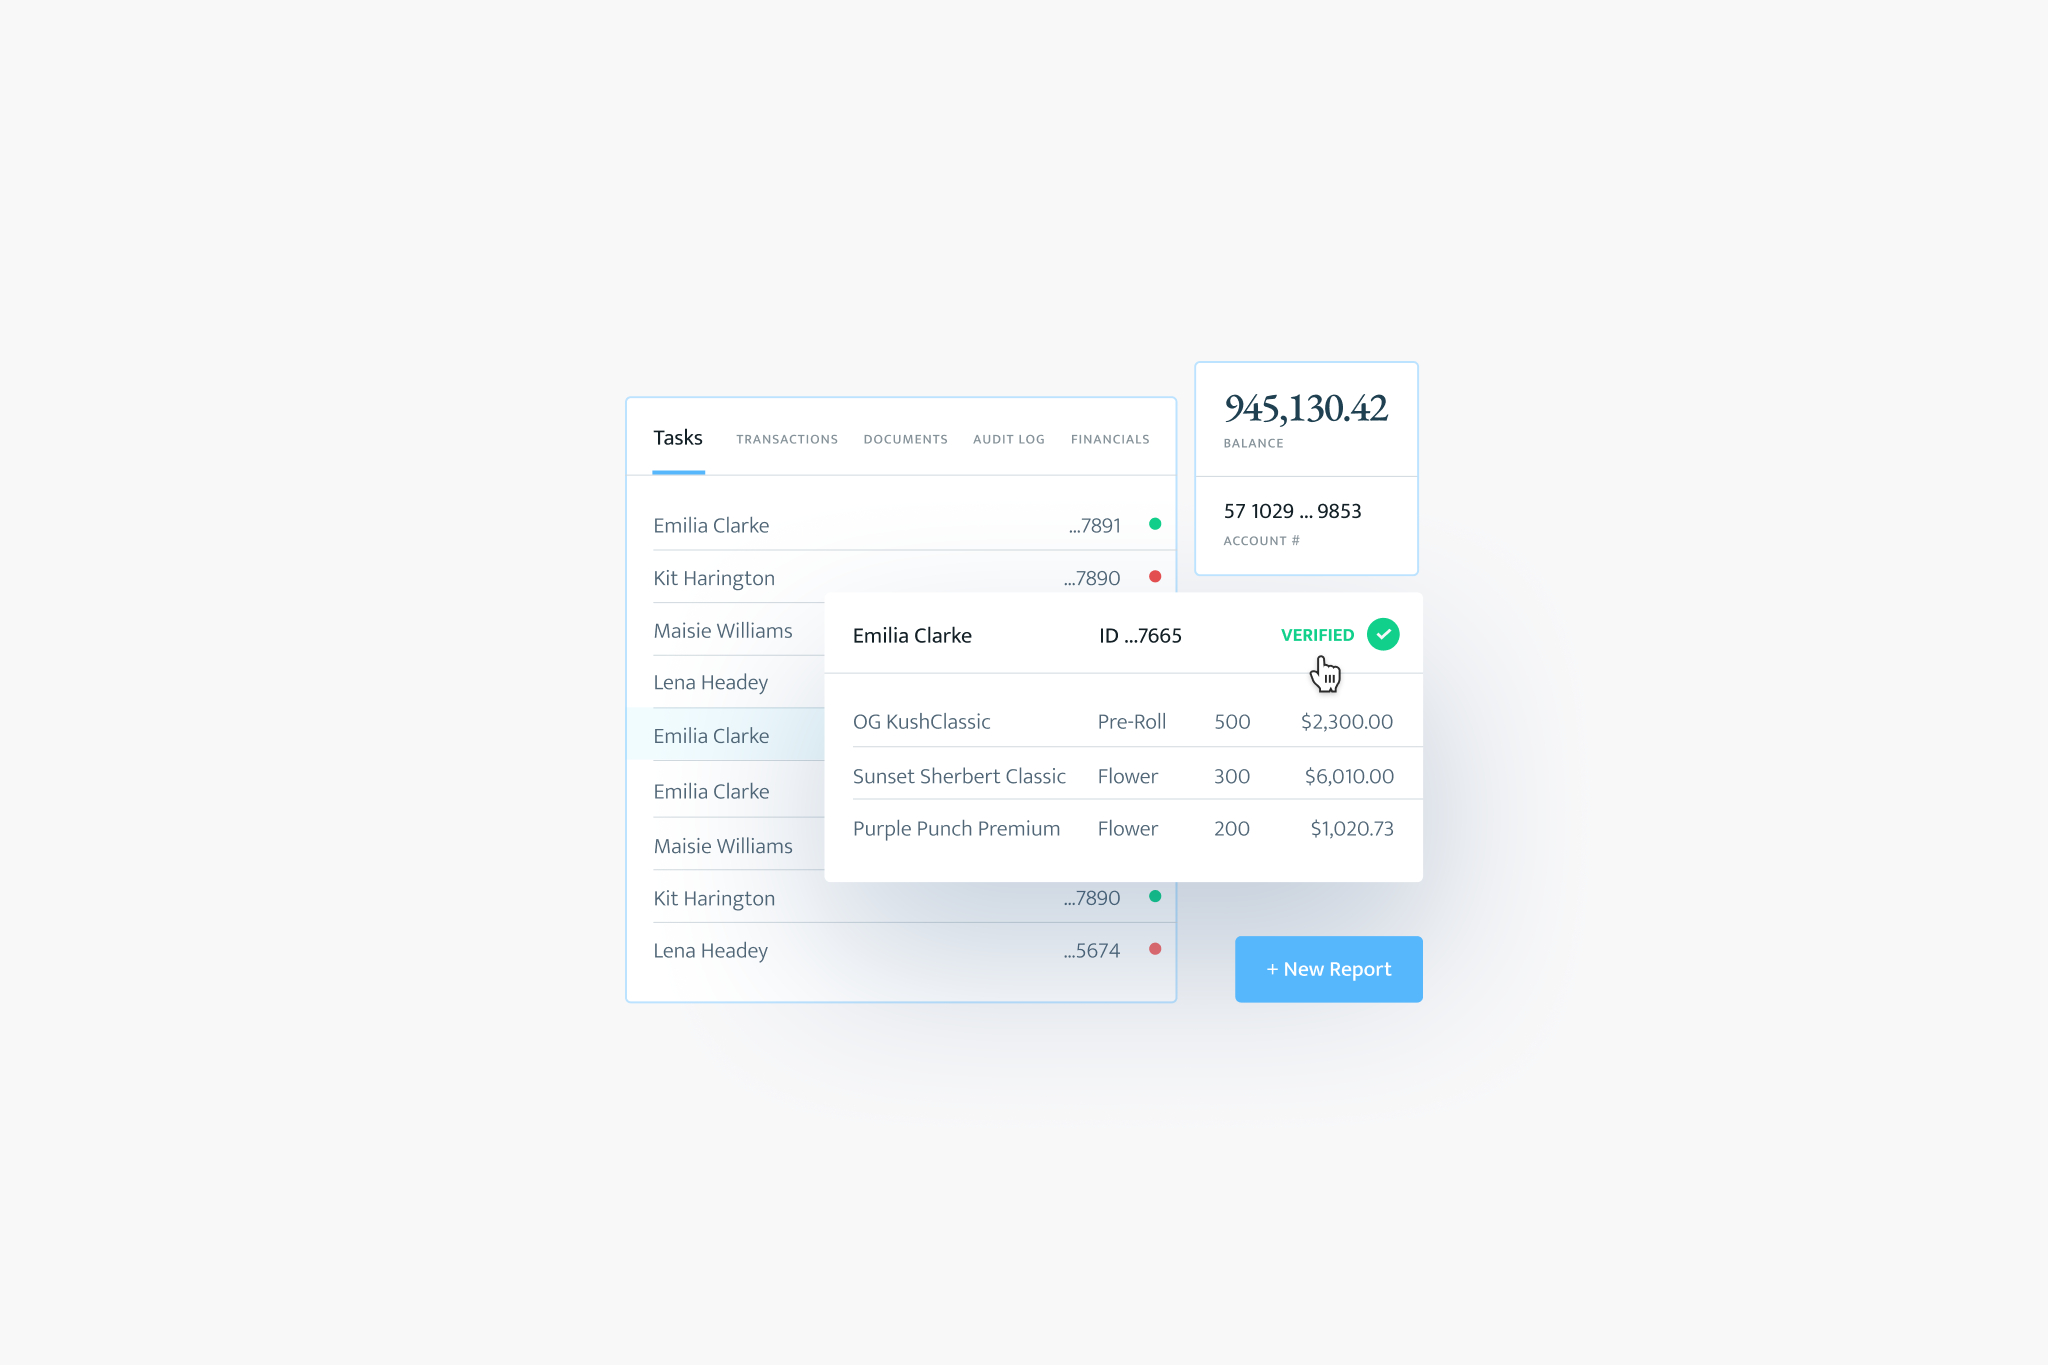 945,130.42
BALANCE
57 1029 ... 9853
ACCOUNT #
Tasks TRANSACTIONS DOCUMENTS AUDIT LOG FINANCIALS
Emilia Clarke ...7891
Kit Harington ...7890
Maisie Williams
Lena Headey
Emilia Clarke
Emilia Clarke
Maisie Williams
Kit Harington ...7890
Lena Headey ...5674
Emilia Clarke ID ...7665 VERIFIED
OG KushClassic Pre-Roll 500 $2,300.00
Sunset Sherbert Classic Flower 300 $6,010.00
Purple Punch Premium Flower 200 $1,020.73
+ New Report